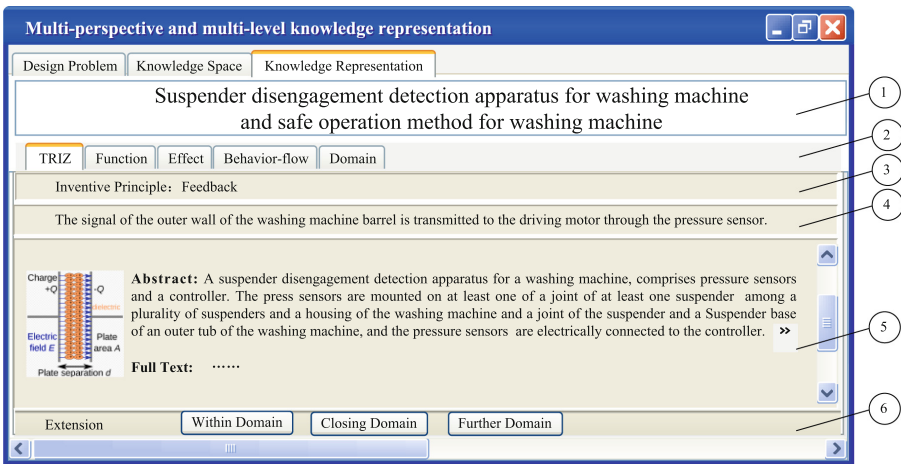 Multi-perspective and multi-level knowledge representation
Design Problem Knowledge Space Knowledge Representation
Suspender disengagement detection apparatus for washing machine
and safe operation method for washing machine
1
TRIZ Function Effect Behavior-flow Domain
2
Inventive Principle: Feedback
3
The signal of the outer wall of the washing machine barrel is transmitted to the driving motor through the pressure sensor.
4
Charge
+Q
-Q
dielectric
Electric
field E
Plate
area A
Plate separation d
Abstract: A suspender disengagement detection apparatus for a washing machine, comprises pressure sensors
and a controller. The press sensors are mounted on at least one of a joint of at least one suspender among a
plurality of suspenders and a housing of the washing machine and a joint of the suspender and a Suspender base
of an outer tub of the washing machine, and the pressure sensors are electrically connected to the controller. »
Full Text: ······
5
Extension Within Domain Closing Domain Further Domain
6